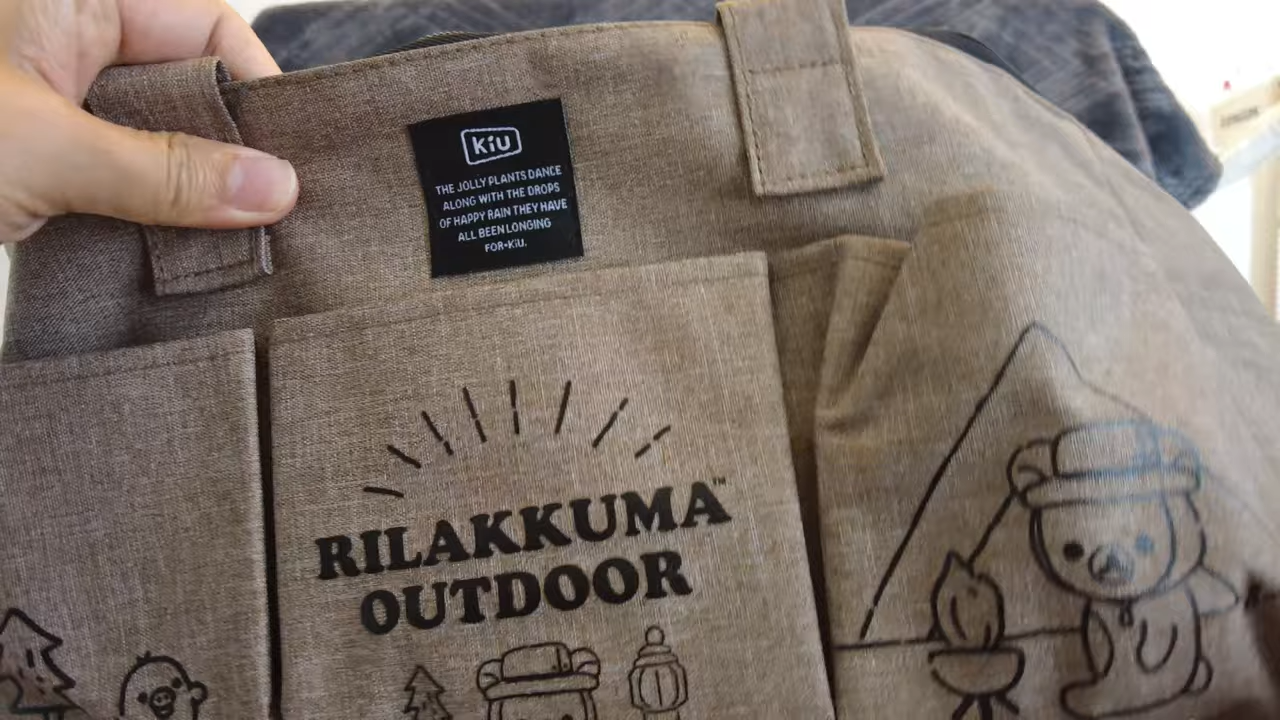 KiU
THE JOLLY PLANTS DANCE
ALONG WITH THE DROPS
OF HAPPY RAIN THEY HAVE
ALL BEEN LONGING
FOR•KiU.
RILAKKUMA™
OUTDOOR